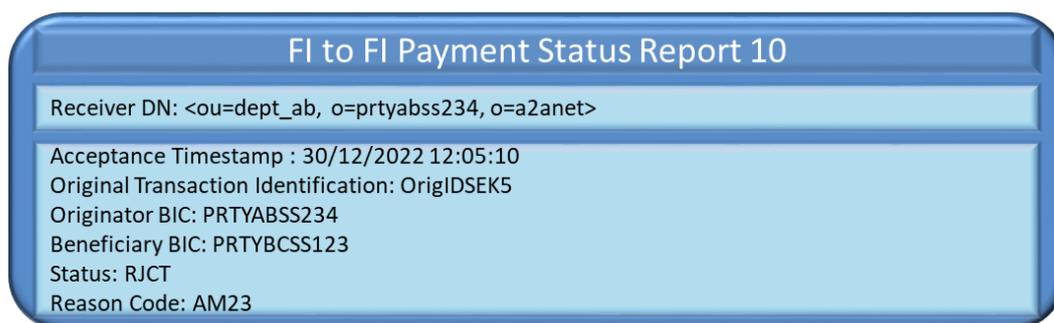 FI to FI Payment Status Report 10
Receiver DN: <ou=dept_ab, o=prtyabss234, o=a2anet>
Acceptance Timestamp : 30/12/2022 12:05:10
Original Transaction Identification: OrigIDSEK5
Originator BIC: PRTYABSS234
Beneficiary BIC: PRTYBCSS123
Status: RJCT
Reason Code: AM23